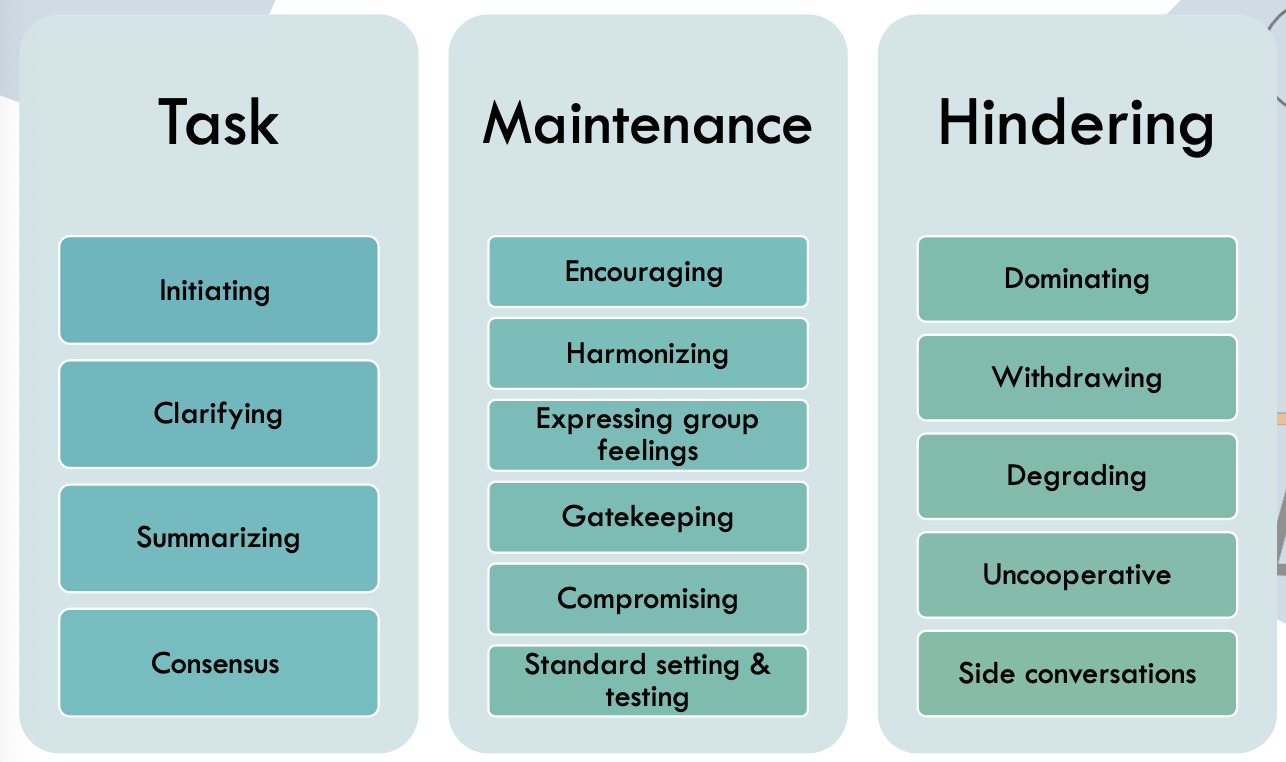 Task
Initiating
Clarifying
Summarizing
Consensus
Maintenance
Encouraging
Harmonizing
Expressing group
feelings
Gatekeeping
Compromising
Standard setting &
testing
Hindering
Dominating
Withdrawing
Degrading
Uncooperative
Side conversations